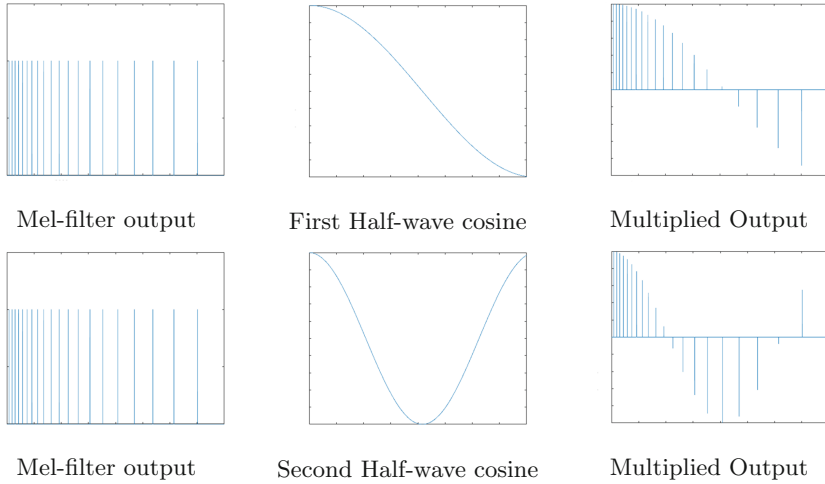 Mel-filter output
First Half-wave cosine
Multiplied Output
Mel-filter output
Second Half-wave cosine
Multiplied Output